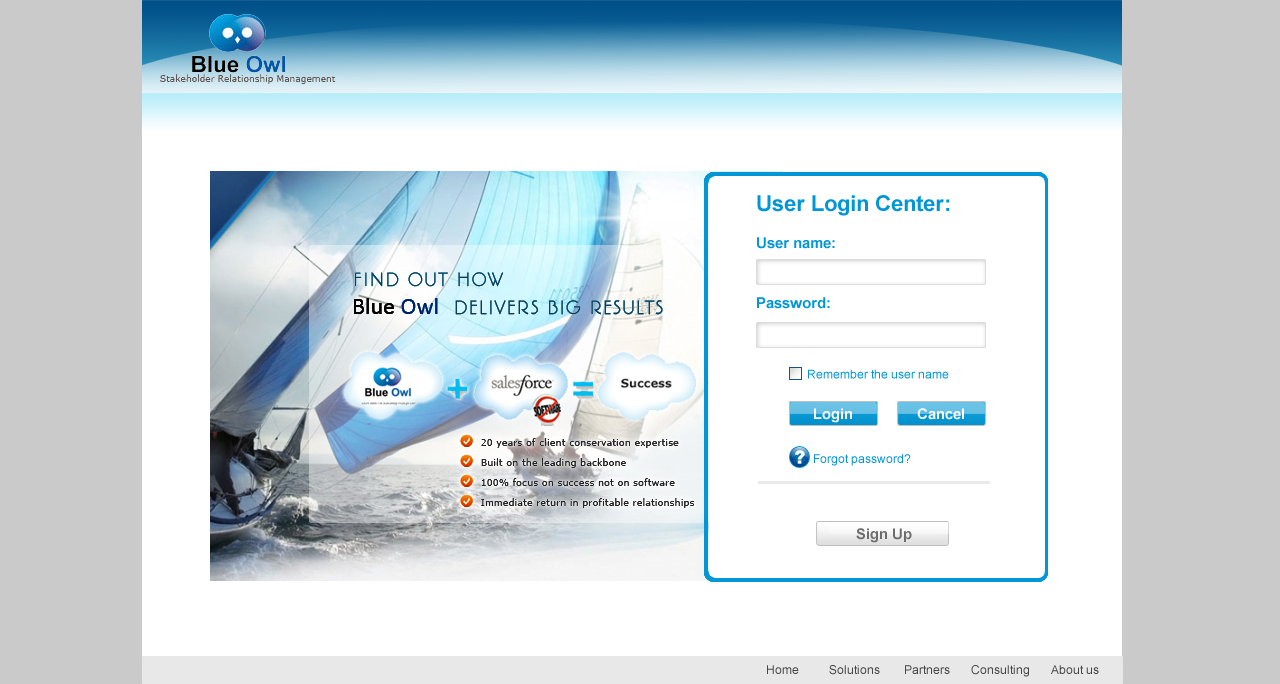 Blue Owl
Stakeholder Relationship Management
FIND OUT HOW
Blue Owl DELIVERS BIG RESULTS
Blue Owl
+
salesforce
SOFTWARE
=
Success
20 years of client conservation expertise
Built on the leading backbone
100% focus on success not on software
Immediate return in profitable relationships
User Login Center:
User name:
Password:
Remember the user name
Login
Cancel
? Forgot password?
Sign Up
Home
Solutions
Partners
Consulting
About us